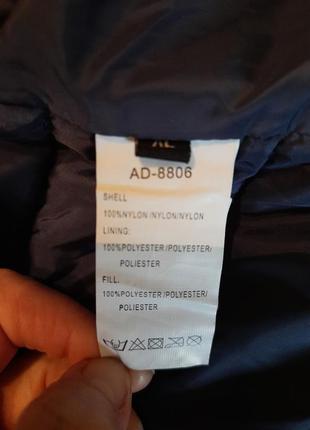 XL
AD-8806
SHELL
100%NYLON/NYLON/NYLON
LINING:
100%POLYESTER/POLYESTER/
POLIESTER
FILL:
100%POLYESTER/POLYESTER/
POLIESTER